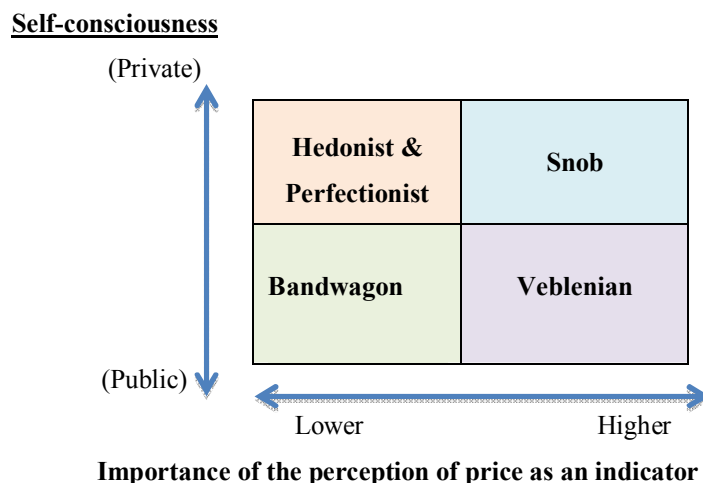 Self-consciousness
(Private)
Hedonist &
Perfectionist
Snob
Bandwagon
Veblenian
(Public)
Lower
Higher
Importance of the perception of price as an indicator